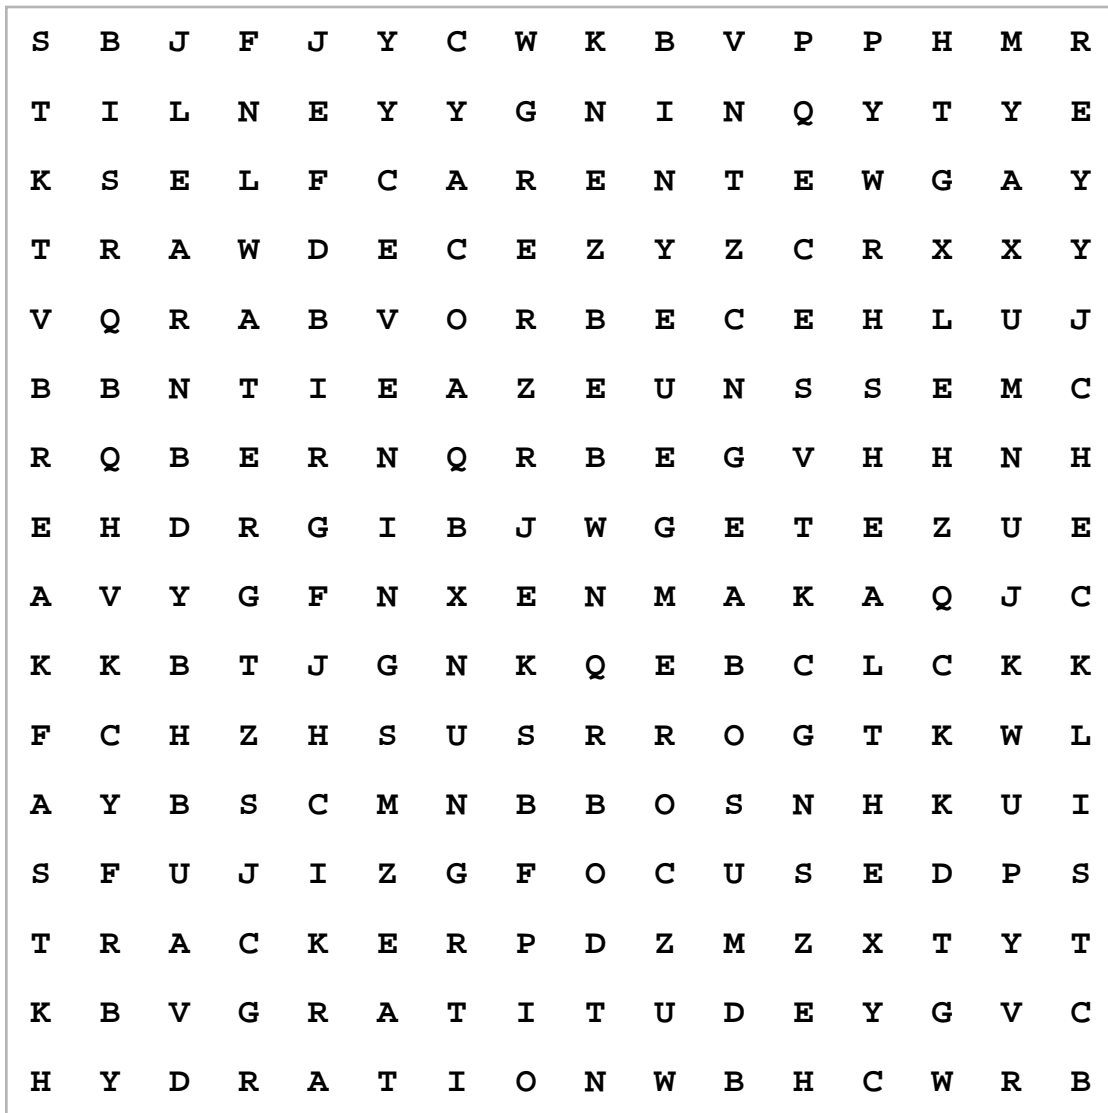 S B J F J Y C W K B V P P H M R
T I L N E Y Y G N I N Q Y T Y E
K S E L F C A R E N T E W G A Y
T R A W D E C E Z Y Z C R X X Y
V Q R A B V O R B E C E H L U J
B B N T I E A Z E U N S S E M C
R Q B E R N Q R B E G V H H N H
E H D R G I B J W G E T E Z U E
A V Y G F N X E N M A K A Q J C
K K B T J G N K Q E B C L C K K
F C H Z H S U S R R O G T K W L
A Y B S C M N B B O S N H K U I
S F U J I Z G F O C U S E D P S
T R A C K E R P D Z M Z X T Y T
K B V G R A T I T U D E Y G V C
H Y D R A T I O N W B H C W R B